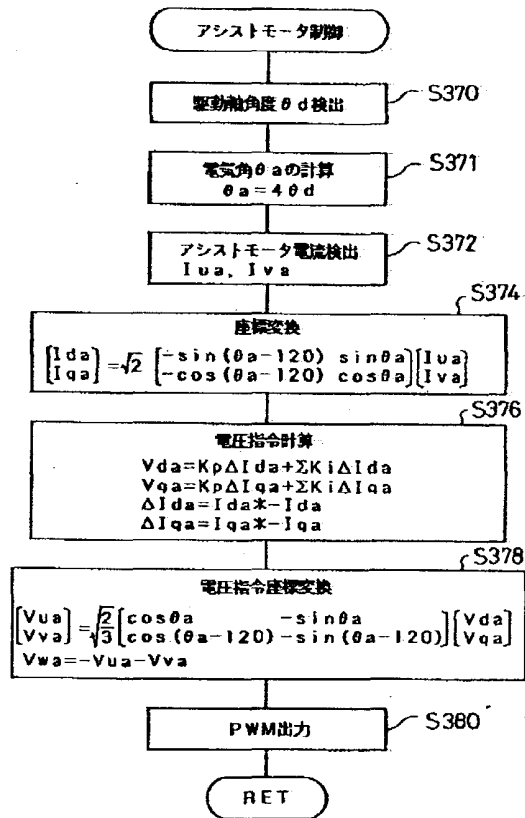 アシストモータ制御
駆動軸角度θd検出
S370
電気角θaの計算
θa=4θd
S371
アシストモータ電流検出
Iua, Iva
S372
S374
座標変換
[Ida Iqa] =√2 [-sin(θa-120) sinθa -cos(θa-120) cosθa] [Iua Iva]
S376
電圧指令計算
Vda=KpΔIda+ΣKiΔIda
Vqa=KpΔIqa+ΣKiΔIqa
ΔIda=Ida*-Ida
ΔIqa=Iqa*-Iqa
S378
電圧指令座標変換
[Vua Vva] =√2/3 [cosθa -sinθa cos(θa-120) -sin(θa-120)] [Vda Vqa]
Vwa=-Vua-Vva
PWM出力
S380
RET